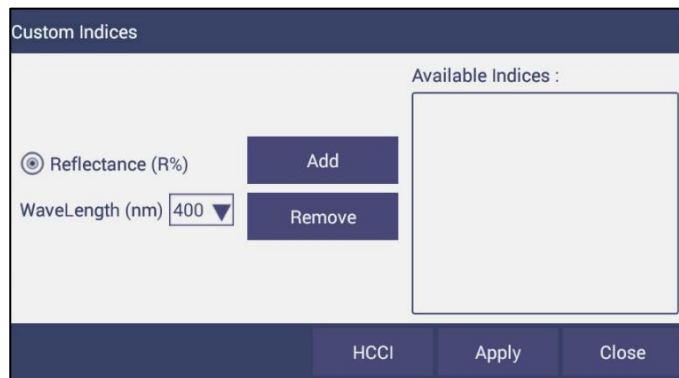 Custom Indices
Available Indices :
Reflectance (R%)
Add
WaveLength (nm) 400
Remove
HCCI
Apply
Close